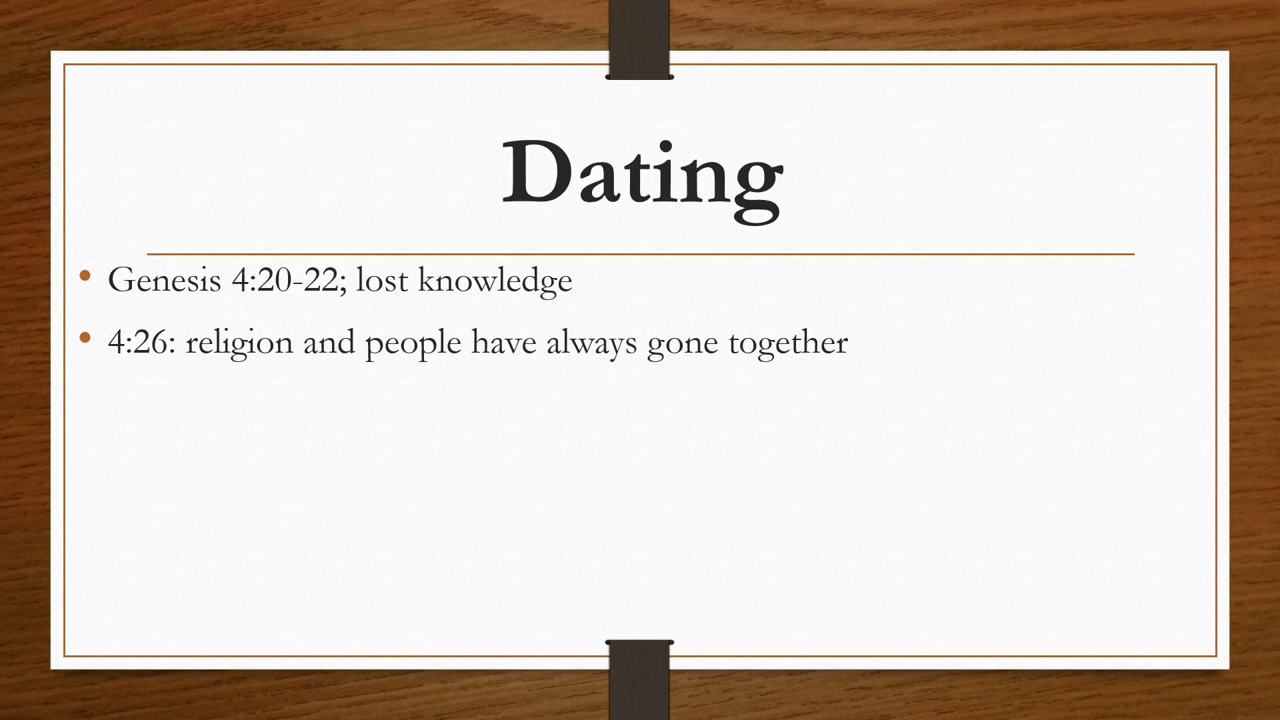 Dating
• Genesis 4:20-22; lost knowledge
• 4:26: religion and people have always gone together